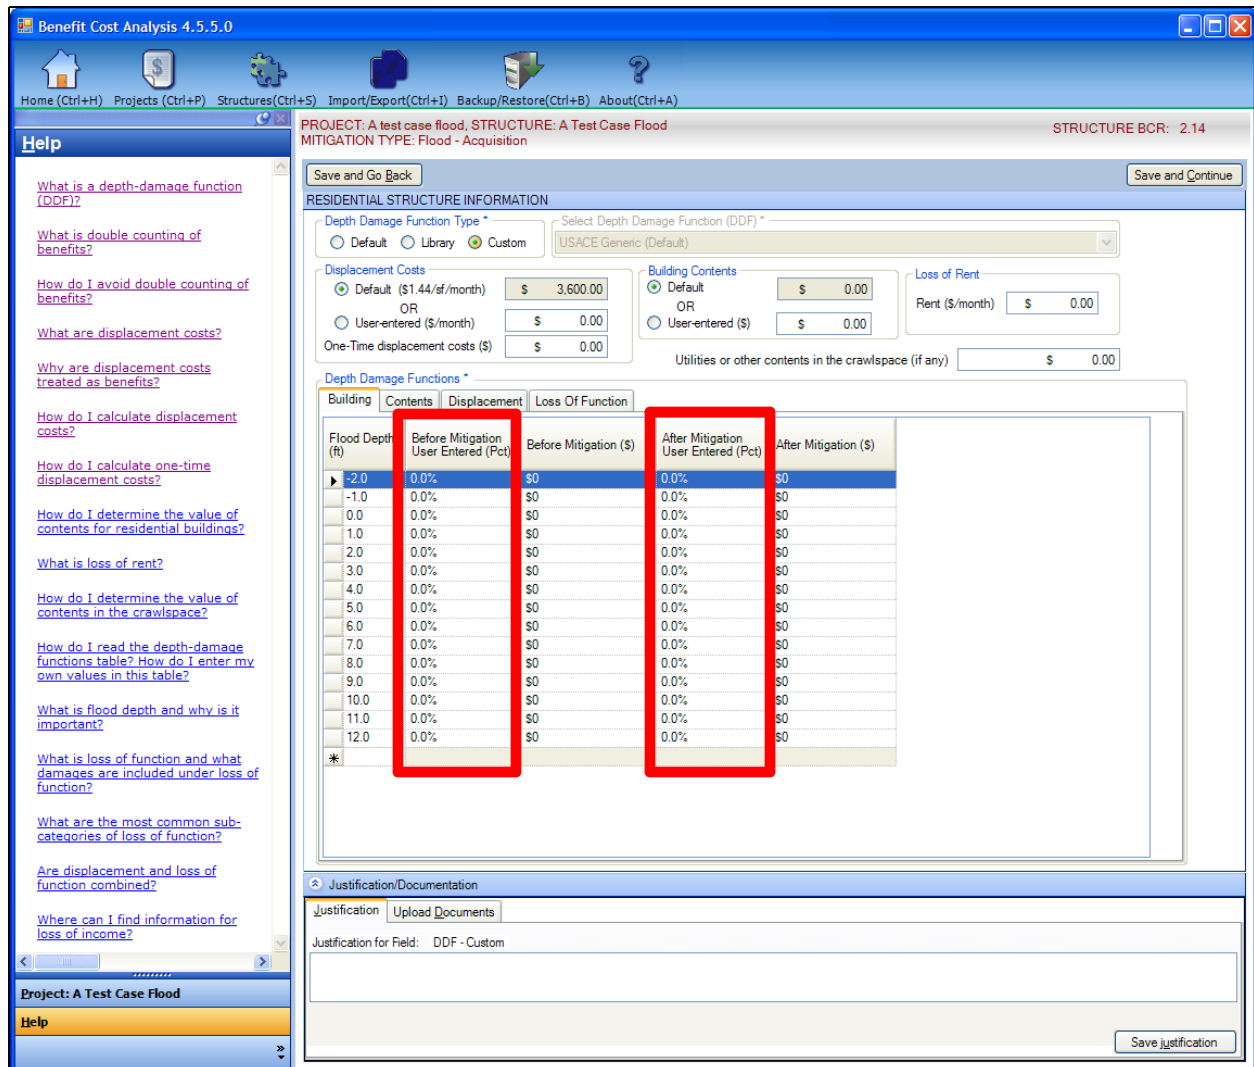 Benefit Cost Analysis 4.5.5.0
Home (Ctrl+H) Projects (Ctrl+P) Structures(Ctrl+S) Import/Export(Ctrl+I) Backup/Restore(Ctrl+B) About(Ctrl+A)
Help
What is a depth-damage function
(DDF)?
What is double counting of
benefits?
How do I avoid double counting of
benefits?
What are displacement costs?
Why are displacement costs
treated as benefits?
How do I calculate displacement
costs?
How do I calculate one-time
displacement costs?
How do I determine the value of
contents for residential buildings?
What is loss of rent?
How do I determine the value of
contents in the crawlspace?
How do I read the depth-damage
functions table? How do I enter my
own values in this table?
What is flood depth and why is it
important?
What is loss of function and what
damages are included under loss of
function?
What are the most common sub-
categories of loss of function?
Are displacement and loss of
function combined?
Where can I find information for
loss of income?
Project: A Test Case Flood
Help
PROJECT: A test case flood, STRUCTURE: A Test Case Flood
MITIGATION TYPE: Flood - Acquisition
STRUCTURE BCR: 2.14
Save and Go Back Save and Continue
RESIDENTIAL STRUCTURE INFORMATION
Depth Damage Function Type * Select Depth Damage Function (DDF) *
Default Library Custom USACE Generic (Default)
Displacement Costs
Default ($1.44/sf/month) $ 3,600.00
OR
User-entered ($/month) $ 0.00
One-Time displacement costs ($) $ 0.00
Building Contents
Default $ 0.00
OR
User-entered ($) $ 0.00
Loss of Rent
Rent ($/month) $ 0.00
Utilities or other contents in the crawlspace (if any) $ 0.00
Depth Damage Functions *
Building Contents Displacement Loss Of Function
Flood Depth (ft) Before Mitigation User Entered (Pct) Before Mitigation ($) After Mitigation User Entered (Pct) After Mitigation ($)
-2.0 0.0% $0 0.0% $0
-1.0 0.0% $0 0.0% $0
0.0 0.0% $0 0.0% $0
1.0 0.0% $0 0.0% $0
2.0 0.0% $0 0.0% $0
3.0 0.0% $0 0.0% $0
4.0 0.0% $0 0.0% $0
5.0 0.0% $0 0.0% $0
6.0 0.0% $0 0.0% $0
7.0 0.0% $0 0.0% $0
8.0 0.0% $0 0.0% $0
9.0 0.0% $0 0.0% $0
10.0 0.0% $0 0.0% $0
11.0 0.0% $0 0.0% $0
12.0 0.0% $0 0.0% $0
Justification/Documentation
Justification Upload Documents
Justification for Field: DDF - Custom
Save justification